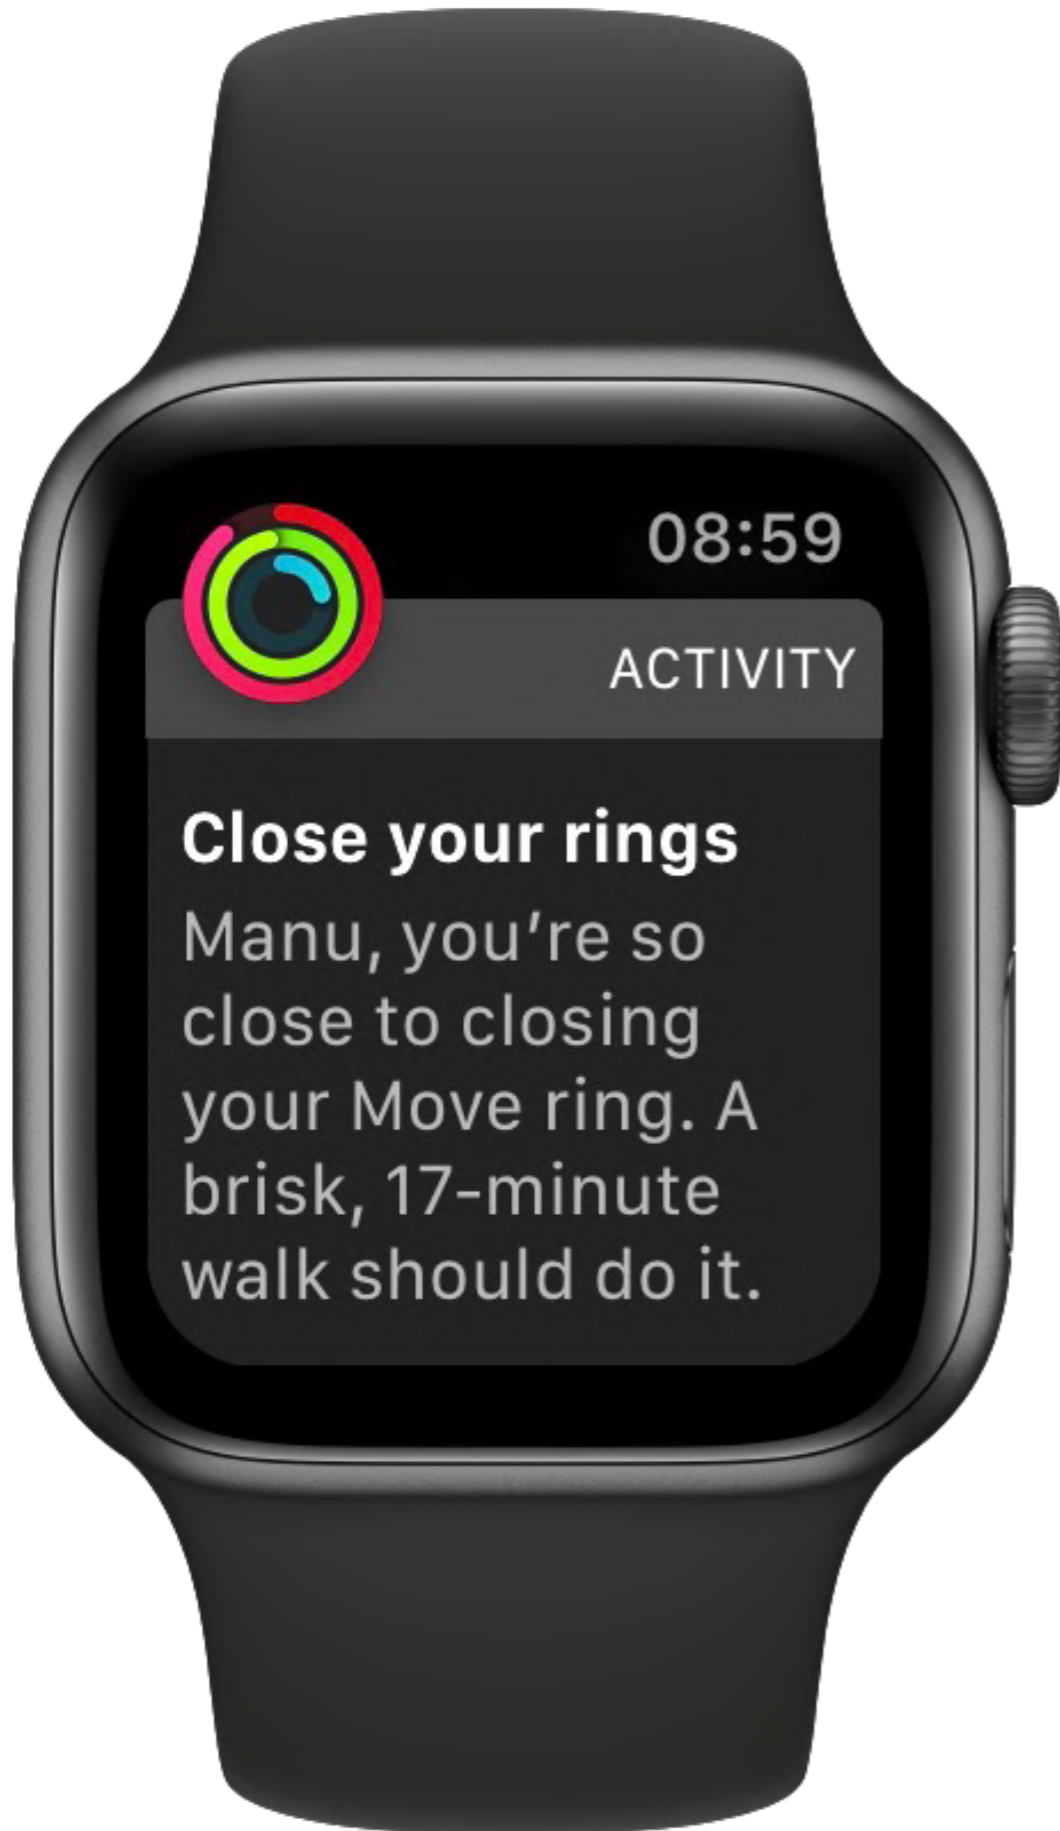 08:59
ACTIVITY
Close your rings
Manu, you’re so
close to closing
your Move ring. A
brisk, 17-minute
walk should do it.